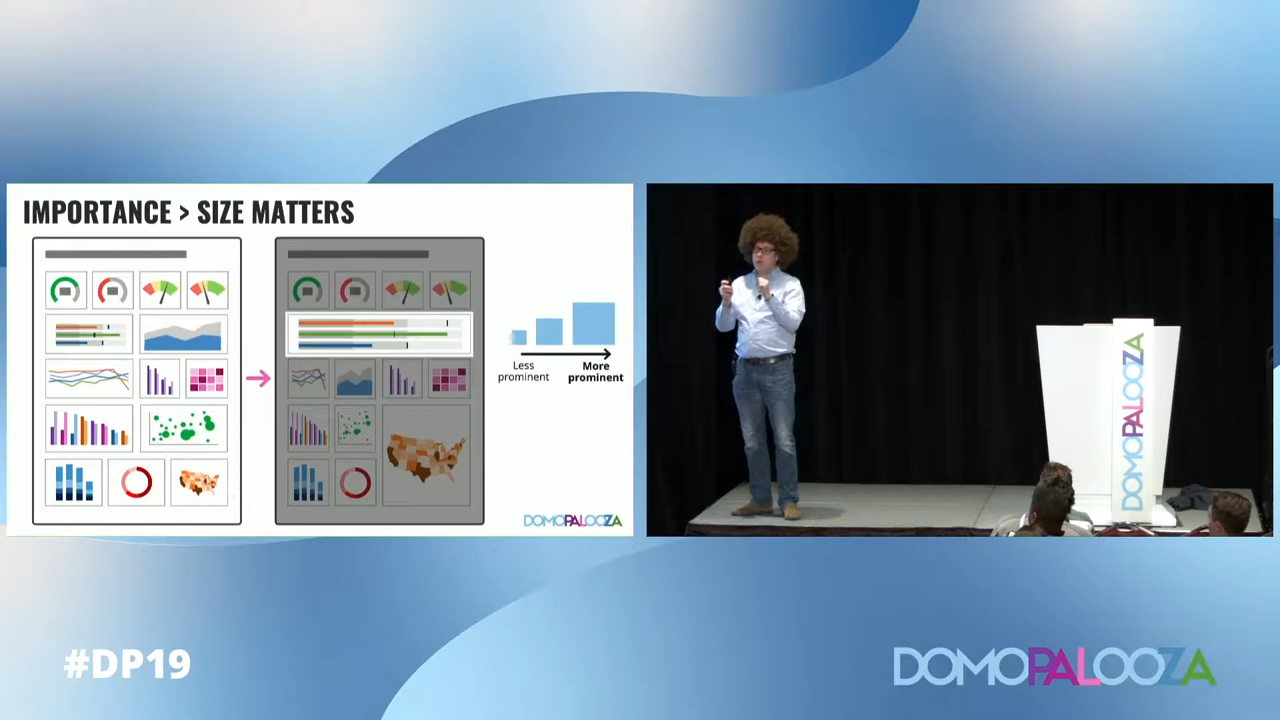 IMPORTANCE > SIZE MATTERS
Less
prominent
More
prominent
DOMOPALOOZA
DOMOPALOOZA
#DP19
DOMOPALOOZA